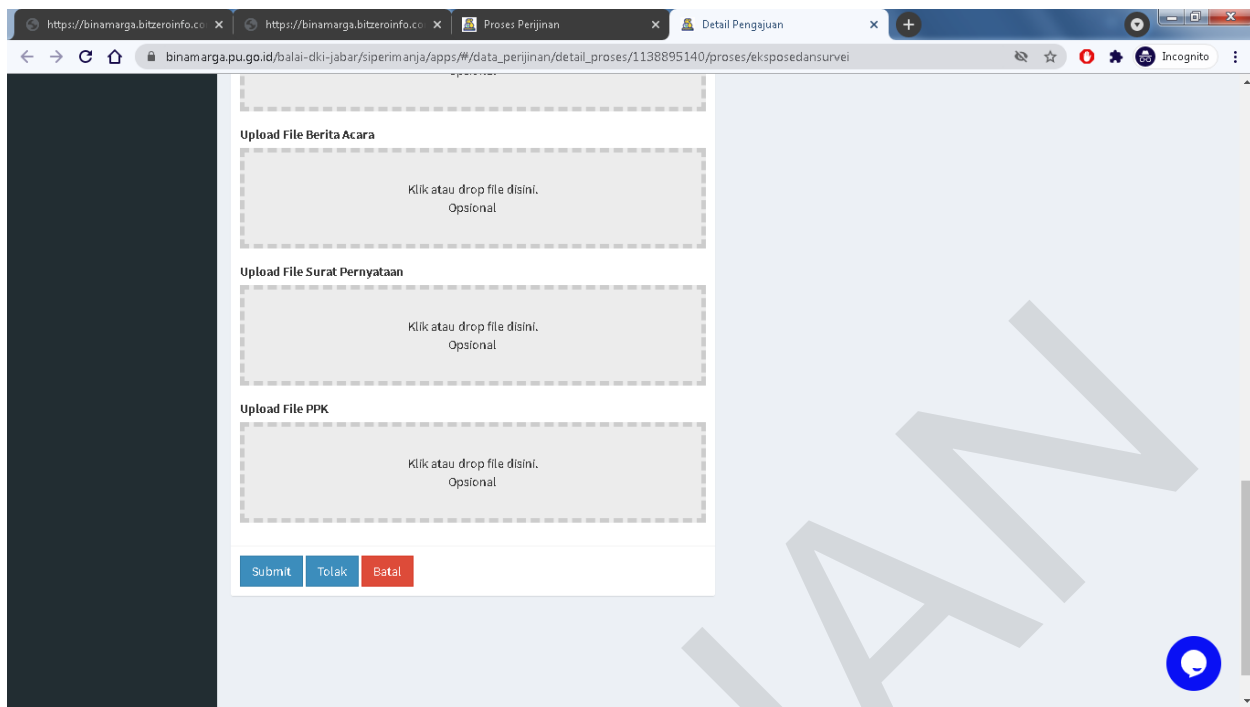 https://binamarga.bitzeroinfo.co
https://binamarga.bitzeroinfo.co
Proses Perijinan
Detail Pengajuan
binamarga.pu.go.id/balai-dki-jabar/siperimanja/apps/#/data_perijinan/detail_proses/1138895140/proses/eksposedansurvei
Incognito
Upload File Berita Acara
Klik atau drop file disini.
Opsional
Upload File Surat Pernyataan
Klik atau drop file disini.
Opsional
Upload File PPK
Klik atau drop file disini.
Opsional
Submit
Tolak
Batal